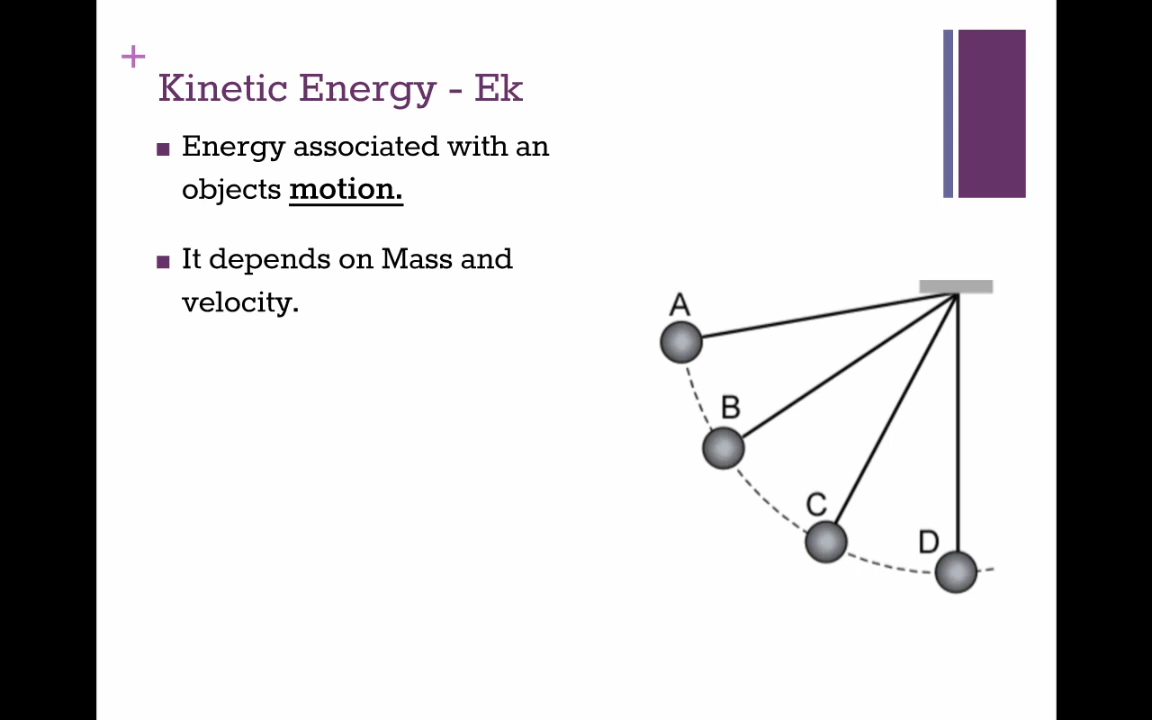 +
Kinetic Energy - Ek
■ Energy associated with an
objects motion.
■ It depends on Mass and
velocity.
A
B
C
D